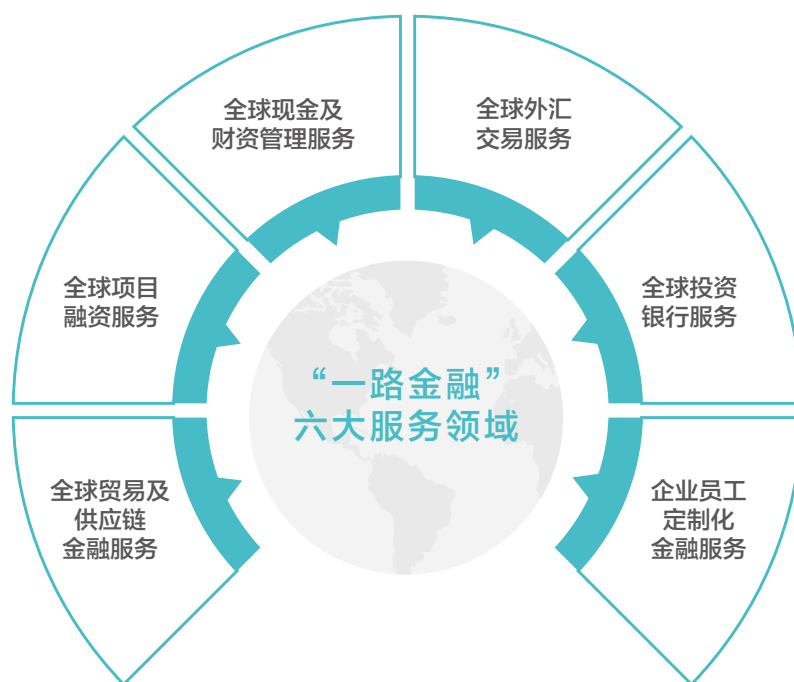 全球现金及
财资管理服务
全球外汇
交易服务
全球项目
融资服务
全球投资
银行服务
“一路金融”
六大服务领域
全球贸易及
供应链
金融服务
企业员工
定制化
金融服务